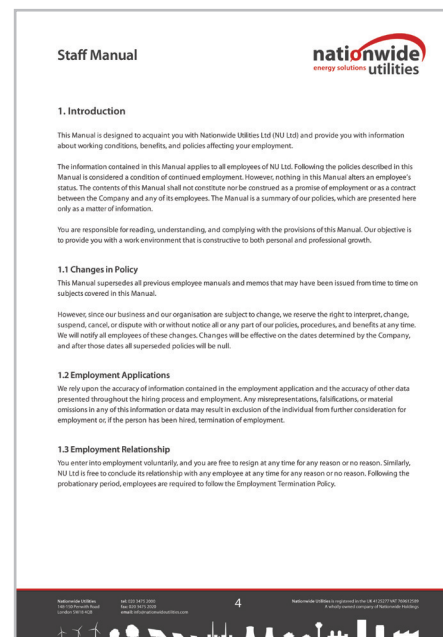 Staff Manual
nationwide
energy solutions utilities
1. Introduction
This Manual is designed to acquaint you with Nationwide Utilities Ltd (NU Ltd) and provide you with information
about working conditions, benefits, and policies affecting your employment.
The information contained in this Manual applies to all employees of NU Ltd. Following the policies described in this
Manual is considered a condition of continued employment. However, nothing in this Manual alters an employee's
status. The contents of this Manual shall not constitute nor be construed as a promise of employment or as a contract
between the Company and any of its employees. The Manual is a summary of our policies, which are presented here
only as a matter of information.
You are responsible for reading, understanding, and complying with the provisions of this Manual. Our objective is
to provide you with a work environment that is constructive to both personal and professional growth.
1.1 Changes in Policy
This Manual supersedes all previous employee manuals and memos that may have been issued from time to time on
subjects covered in this Manual.
However, since our business and our organisation are subject to change, we reserve the right to interpret, change,
suspend, cancel, or dispute with or without notice all or any part of our policies, procedures, and benefits at any time.
We will notify all employees of these changes. Changes will be effective on the dates determined by the Company,
and after those dates all superseded policies will be null.
1.2 Employment Applications
We rely upon the accuracy of information contained in the employment application and the accuracy of other data
presented throughout the hiring process and employment. Any misrepresentations, falsifications, or material
omissions in any of this information or data may result in exclusion of the individual from further consideration for
employment or, if the person has been hired, termination of employment.
1.3 Employment Relationship
You enter into employment voluntarily, and you are free to resign at any time for any reason or no reason. Similarly,
NU Ltd is free to conclude its relationship with any employee at any time for any reason or no reason. Following the
probationary period, employees are required to follow the Employment Termination Policy.
Nationwide Utilities
4
Nationwide Utilities is registered in the UK
A wholly owned company of Nationwide Holdings